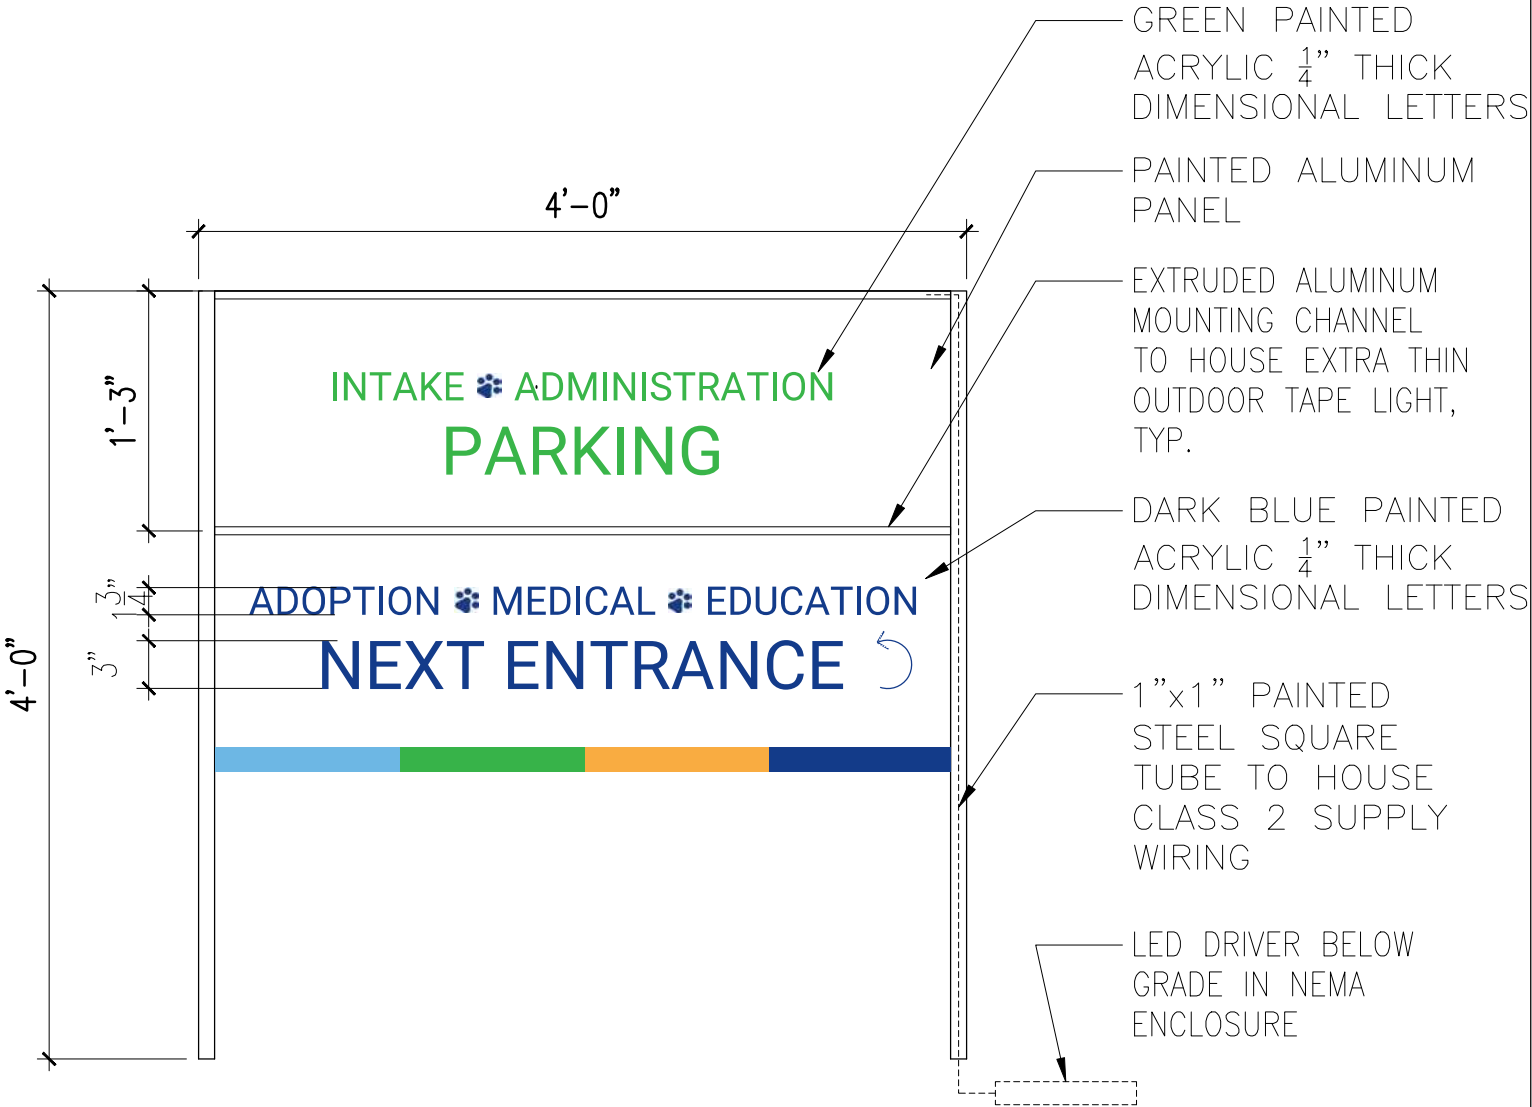 GREEN PAINTED
ACRYLIC 1/4" THICK
DIMENSIONAL LETTERS
PAINTED ALUMINUM
PANEL
4'-0"
EXTRUDED ALUMINUM
MOUNTING CHANNEL
TO HOUSE EXTRA THIN
OUTDOOR TAPE LIGHT,
TYP.
1'-3"
INTAKE ADMINISTRATION
PARKING
DARK BLUE PAINTED
ACRYLIC 1/4" THICK
DIMENSIONAL LETTERS
1 3/4"
ADOPTION MEDICAL EDUCATION
3"
NEXT ENTRANCE
4'-0"
1"x1" PAINTED
STEEL SQUARE
TUBE TO HOUSE
CLASS 2 SUPPLY
WIRING
LED DRIVER BELOW
GRADE IN NEMA
ENCLOSURE